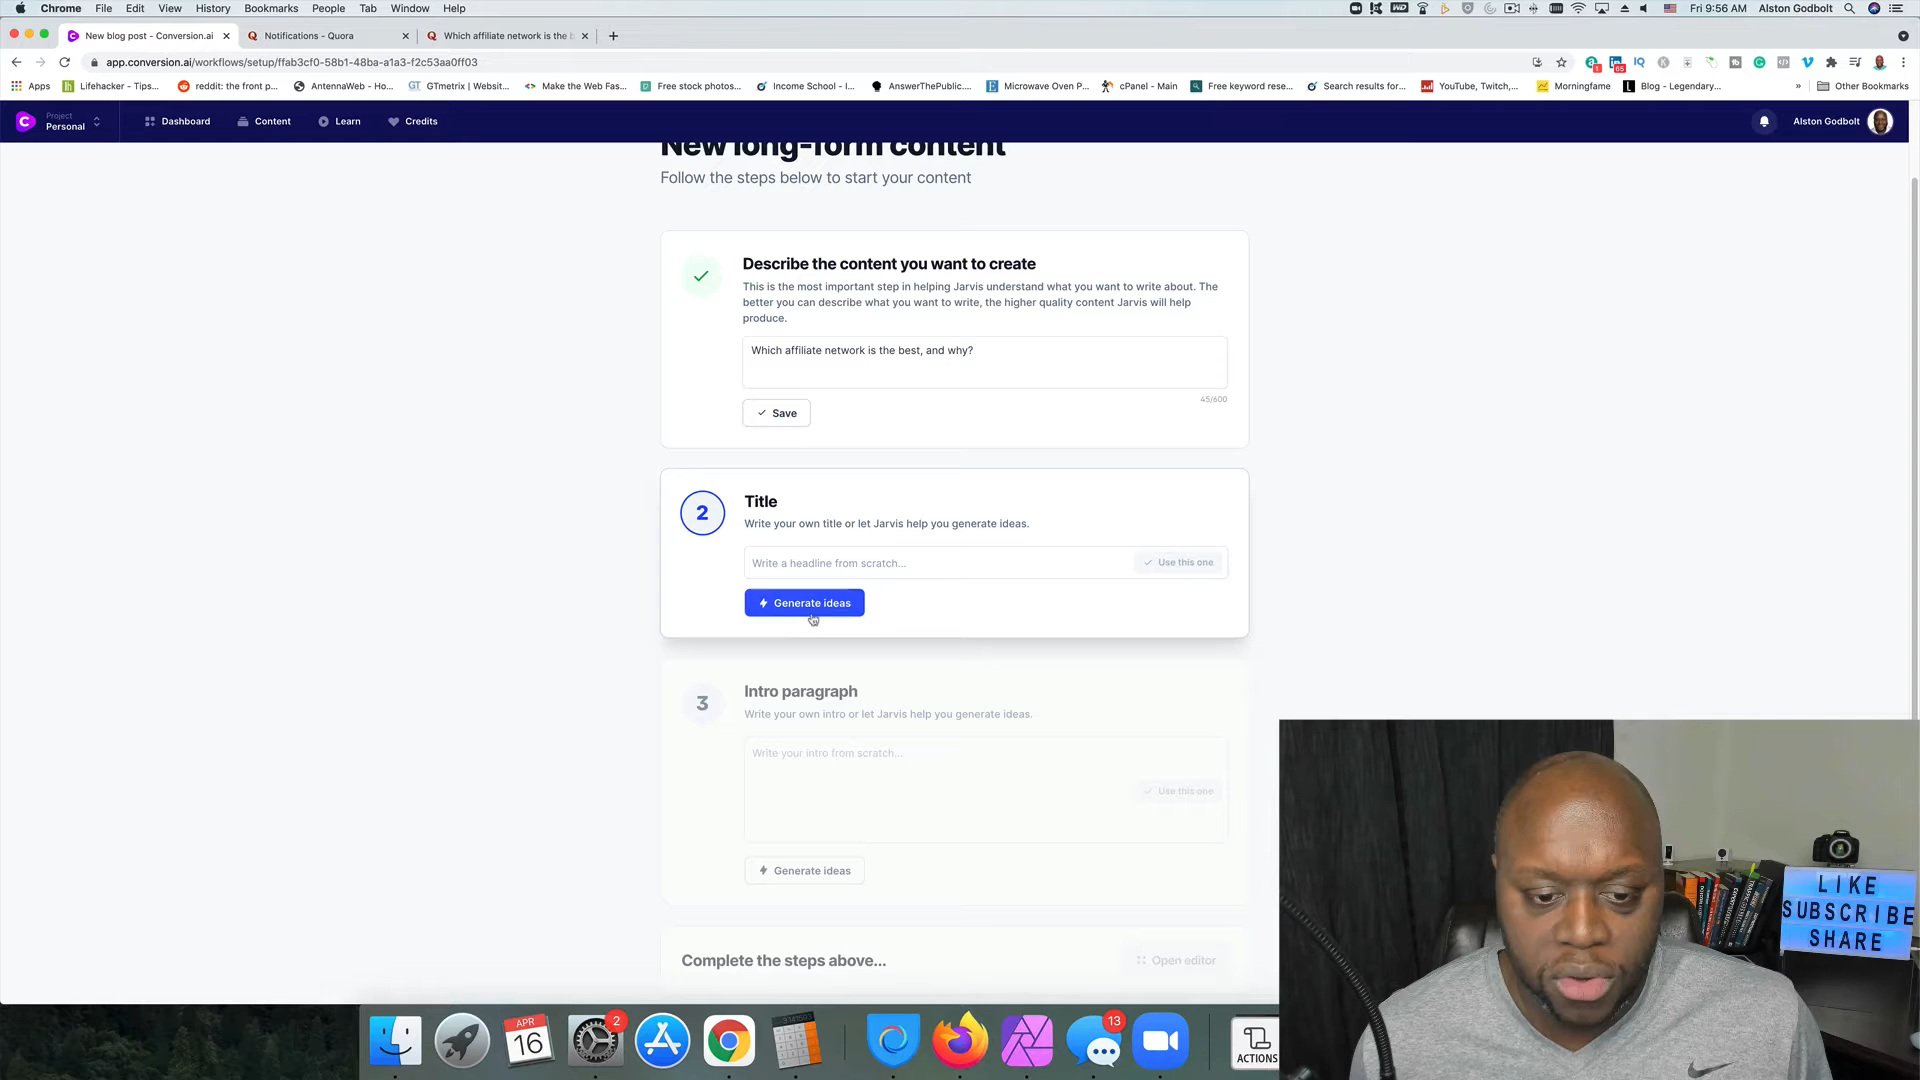 Chrome File Edit View History Bookmarks People Tab Window Help
Fri 9:56 AM Alston Godbolt
New blog post - Conversion.ai
Notifications - Quora
Which affiliate network is the b
app.conversion.ai/workflows/setup/ffab3cf0-58b1-48ba-a1a3-f2c53aa0ff03
Apps
Lifehacker - Tips...
reddit: the front p...
AntennaWeb - Ho...
GTmetrix | Websit...
Make the Web Fas...
Free stock photos...
Income School - I...
AnswerThePublic....
Microwave Oven P...
cPanel - Main
Free keyword rese...
Search results for...
YouTube, Twitch,...
Morningfame
Blog - Legendary...
» Other Bookmarks
Project
Personal
Dashboard
Content
Learn
Credits
Alston Godbolt
New long-form content
Follow the steps below to start your content
Describe the content you want to create
This is the most important step in helping Jarvis understand what you want to write about. The
better you can describe what you want to write, the higher quality content Jarvis will help
produce.
Which affiliate network is the best, and why?
45/600
Save
2
Title
Write your own title or let Jarvis help you generate ideas.
Write a headline from scratch...
Use this one
Generate ideas
3
Intro paragraph
Write your own intro or let Jarvis help you generate ideas.
Write your intro from scratch...
Use this one
Generate ideas
Complete the steps above...
Open editor
APR
16
2
13
ACTIONS
LIKE
SUBSCRIBE
SHARE